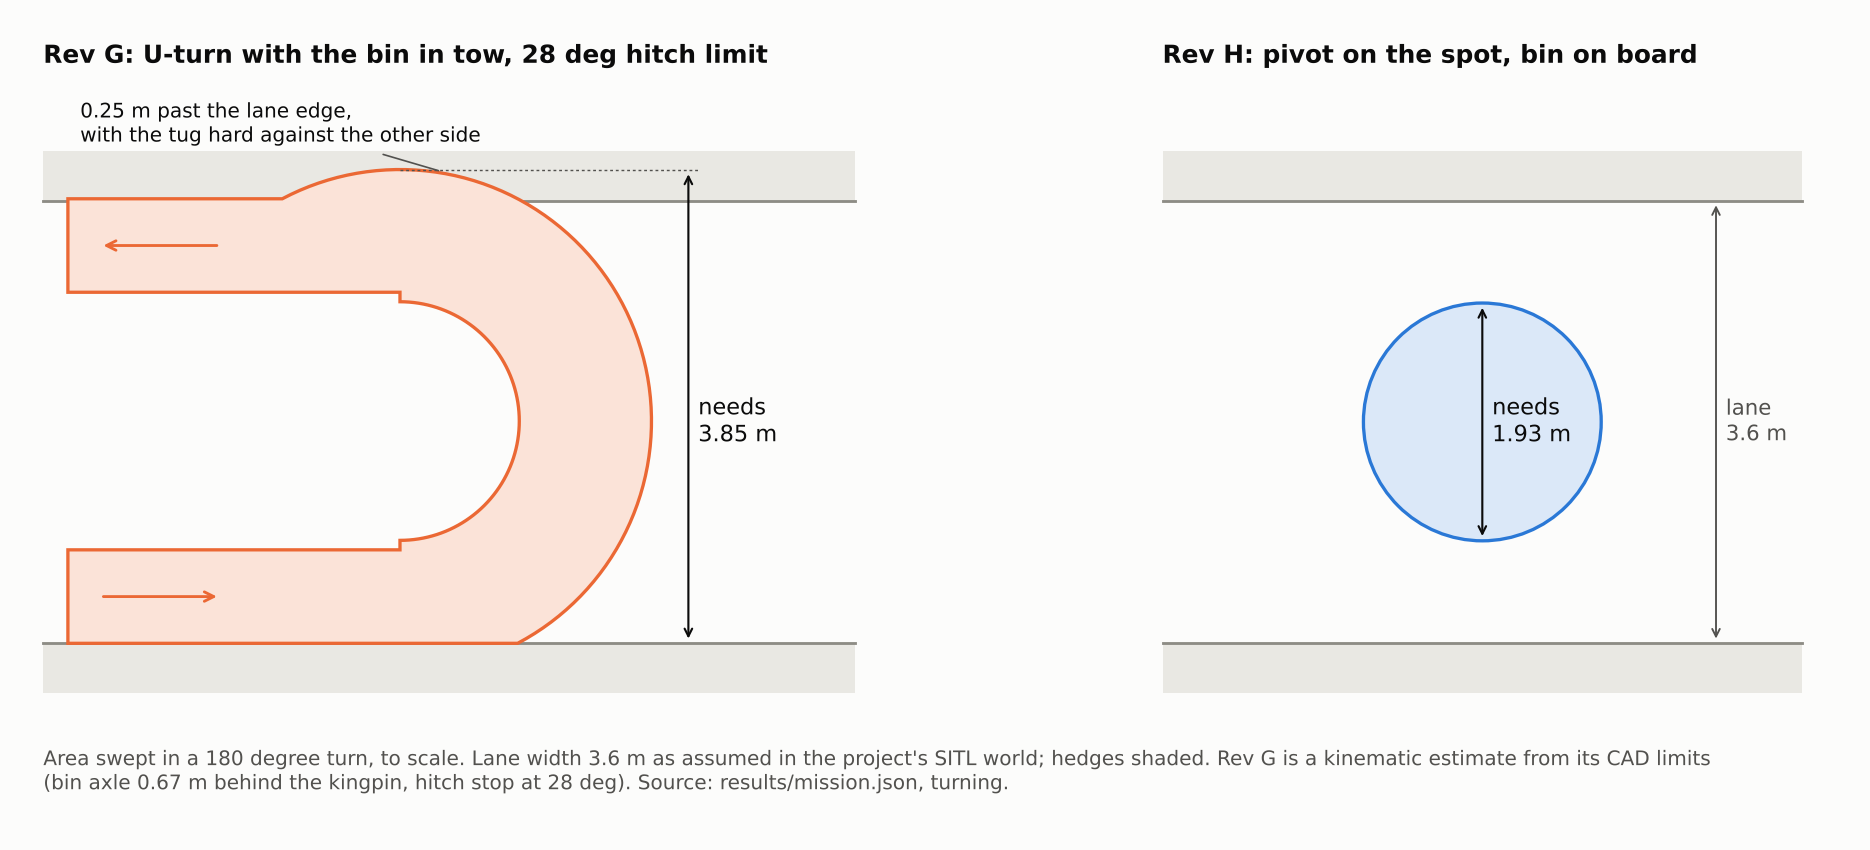 Rev G: U-turn with the bin in tow, 28 deg hitch limit
0.25 m past the lane edge,
with the tug hard against the other side
needs
3.85 m
Rev H: pivot on the spot, bin on board
needs
1.93 m
lane
3.6 m
Area swept in a 180 degree turn, to scale. Lane width 3.6 m as assumed in the project's SITL world; hedges shaded. Rev G is a kinematic estimate from its CAD limits
(bin axle 0.67 m behind the kingpin, hitch stop at 28 deg). Source: results/mission.json, turning.